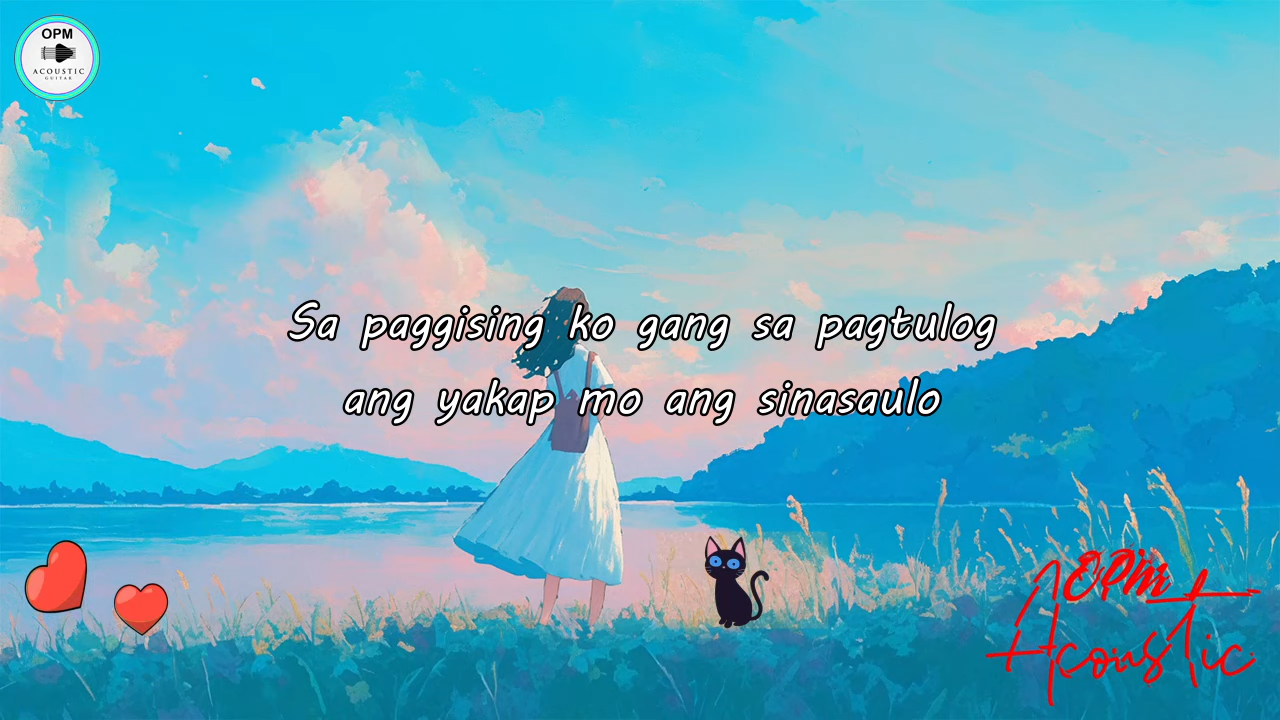 OPM
ACOUSTIC
GUITAR
Sa paggising ko gang sa pagtulog
ang yakap mo ang sinasaulo
OPM
Acoustic